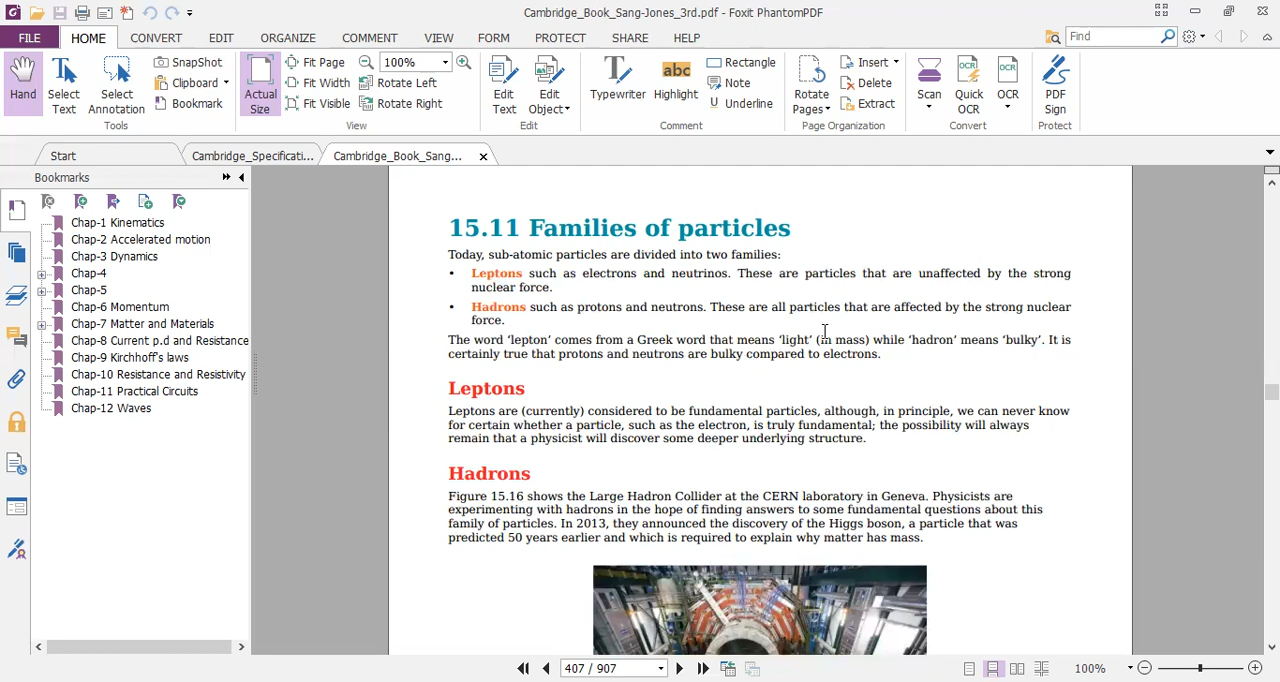 Cambridge_Book_Sang-Jones_3rd.pdf - Foxit PhantomPDF
FILE HOME CONVERT EDIT ORGANIZE COMMENT VIEW FORM PROTECT SHARE HELP Find
Hand
Select Text
Select Annotation
SnapShot
Clipboard
Bookmark
Tools
Actual Size
Fit Page
Fit Width
Fit Visible
100%
Rotate Left
Rotate Right
View
Edit Text
Edit Object
Edit
Typewriter
abc
Highlight
Rectangle
Note
Underline
Comment
Rotate Pages
Insert
Delete
Extract
Page Organization
Scan
OCR
Quick OCR
OCR
OCR
Convert
PDF Sign
Protect
Start
Cambridge_Specificati...
Cambridge_Book_Sang...
Bookmarks
Chap-1 Kinematics
Chap-2 Accelerated motion
Chap-3 Dynamics
Chap-4
Chap-5
Chap-6 Momentum
Chap-7 Matter and Materials
Chap-8 Current p.d and Resistance
Chap-9 Kirchhoff's laws
Chap-10 Resistance and Resistivity
Chap-11 Practical Circuits
Chap-12 Waves
15.11 Families of particles
Today, sub-atomic particles are divided into two families:
• Leptons such as electrons and neutrinos. These are particles that are unaffected by the strong
nuclear force.
• Hadrons such as protons and neutrons. These are all particles that are affected by the strong nuclear
force.
The word ‘lepton’ comes from a Greek word that means ‘light’ (in mass) while ‘hadron’ means ‘bulky’. It is
certainly true that protons and neutrons are bulky compared to electrons.
Leptons
Leptons are (currently) considered to be fundamental particles, although, in principle, we can never know
for certain whether a particle, such as the electron, is truly fundamental; the possibility will always
remain that a physicist will discover some deeper underlying structure.
Hadrons
Figure 15.16 shows the Large Hadron Collider at the CERN laboratory in Geneva. Physicists are
experimenting with hadrons in the hope of finding answers to some fundamental questions about this
family of particles. In 2013, they announced the discovery of the Higgs boson, a particle that was
predicted 50 years earlier and which is required to explain why matter has mass.
407 / 907
100%